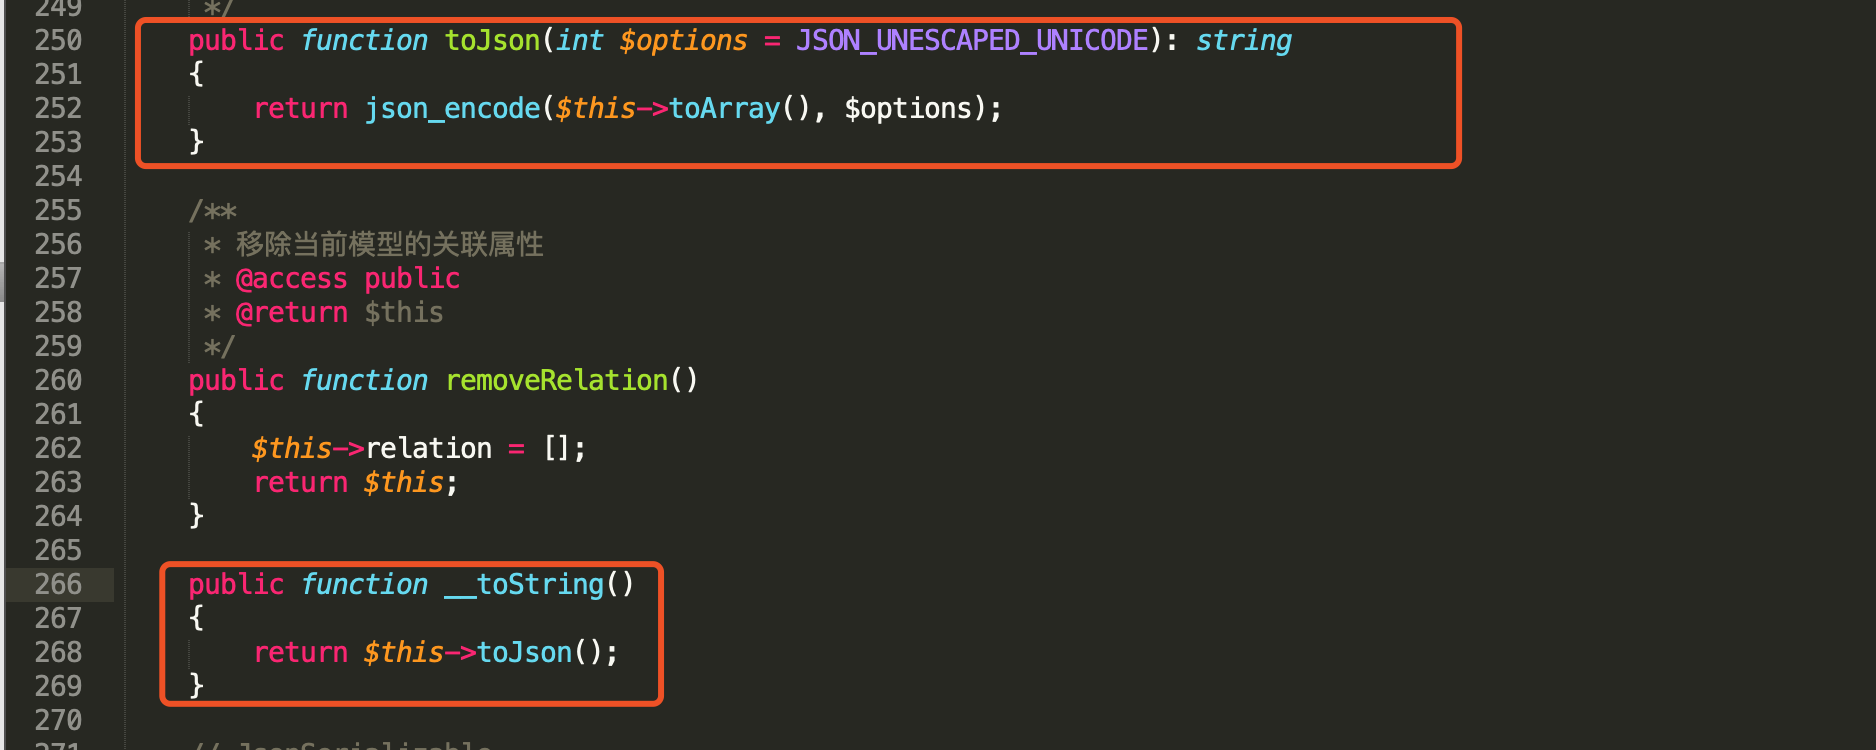 249         */
250        public function toJson(int $options = JSON_UNESCAPED_UNICODE): string
251        {
252            return json_encode($this->toArray(), $options);
253        }
254
255        /**
256         * 移除当前模型的关联属性
257         * @access public
258         * @return $this
259         */
260        public function removeRelation()
261        {
262            $this->relation = [];
263            return $this;
264        }
265
266        public function __toString()
267        {
268            return $this->toJson();
269        }
270
271        // JsonSerializable